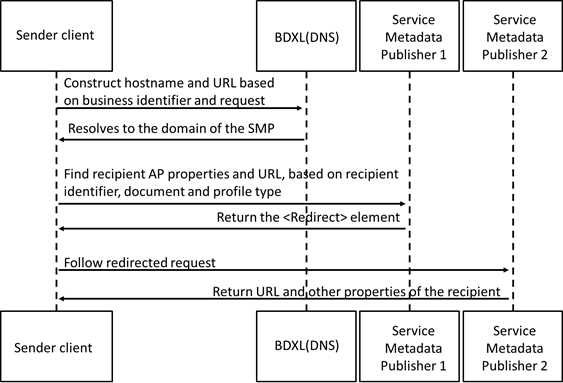 Sender client
BDXL(DNS)
Service
Metadata
Publisher 1
Service
Metadata
Publisher 2
Construct hostname and URL based
on business identifier and request
Resolves to the domain of the SMP
Find recipient AP properties and URL, based on recipient
identifier, document and profile type
Return the <Redirect> element
Follow redirected request
Return URL and other properties of the recipient
Sender client
BDXL(DNS)
Service
Metadata
Publisher 1
Service
Metadata
Publisher 2